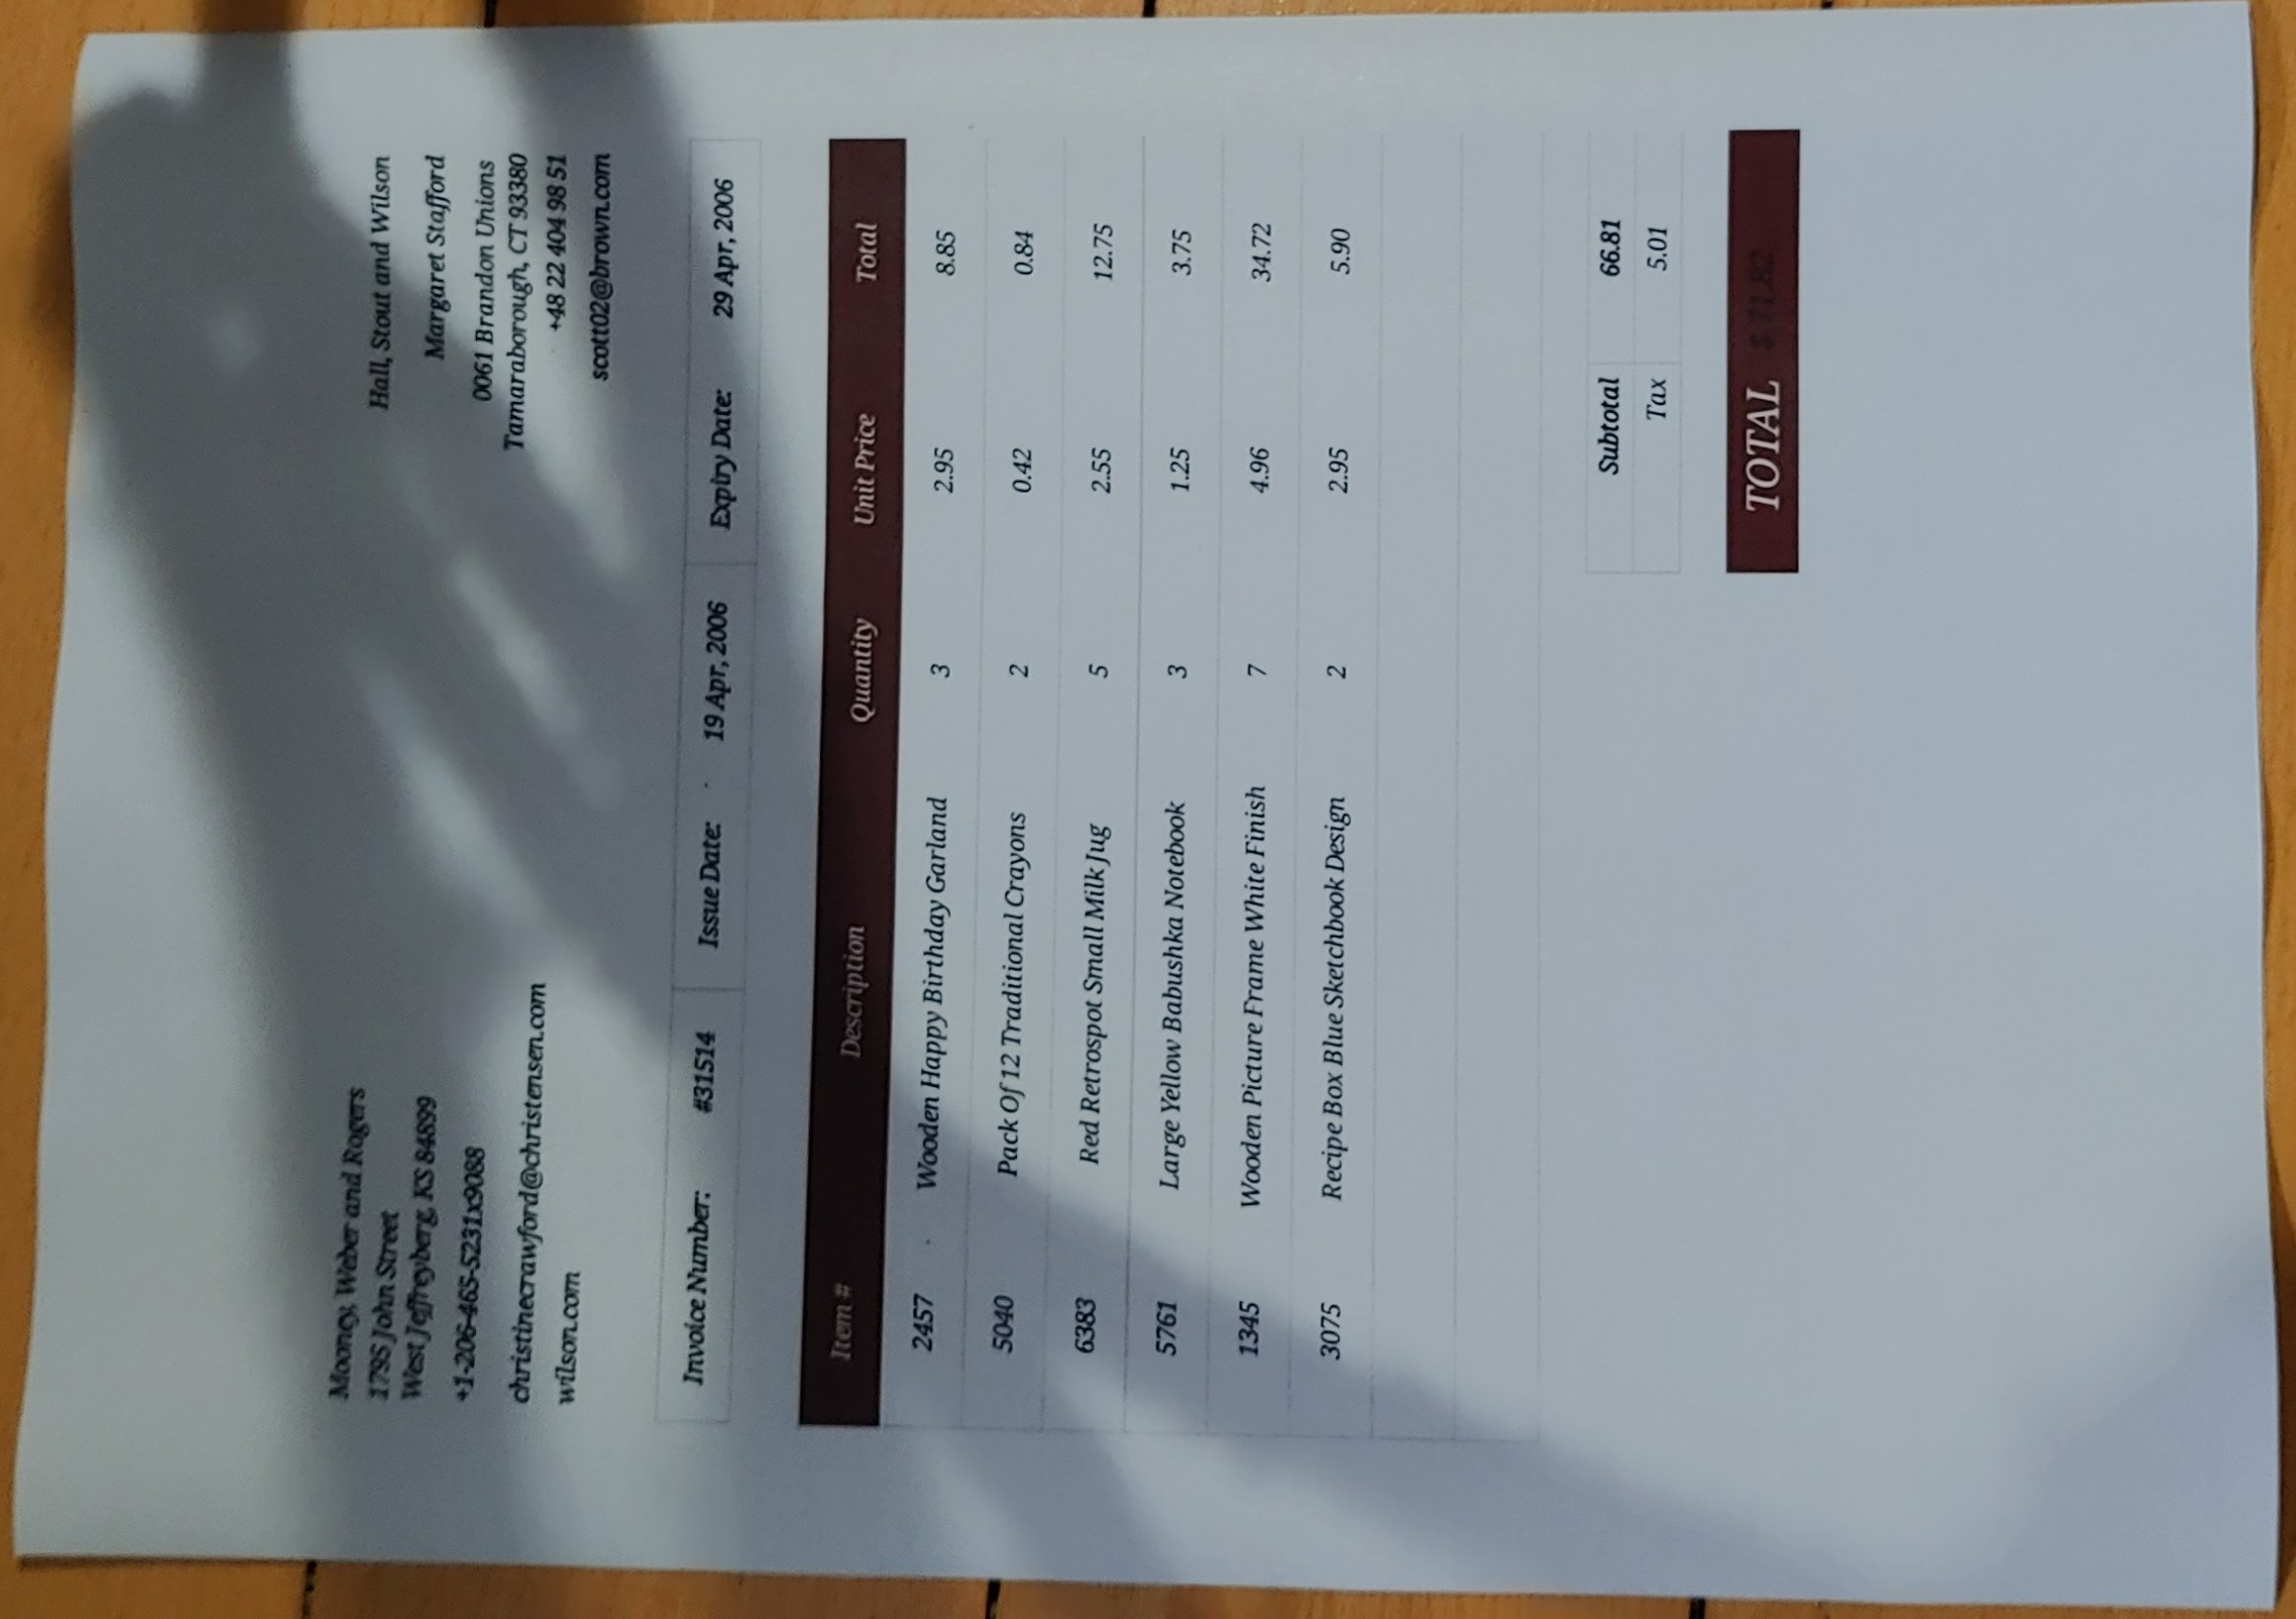 Mooney, Weber and Rogers
1795 John Street
West Jeffreyberg, KS 84899
+1-206-465-5231x9088
christinecrawford@christensen.com
wilson.com
Hall, Stout and Wilson
Margaret Stafford
0061 Brandon Unions
Tamaraborough, CT 93380
+48 22 404 98 51
scott02@brown.com
Invoice Number: #31514 Issue Date: 19 Apr, 2006 Expiry Date: 29 Apr, 2006
Item # Description Quantity Unit Price Total
2457 Wooden Happy Birthday Garland 3 2.95 8.85
5040 Pack Of 12 Traditional Crayons 2 0.42 0.84
6383 Red Retrospot Small Milk Jug 5 2.55 12.75
5761 Large Yellow Babushka Notebook 3 1.25 3.75
1345 Wooden Picture Frame White Finish 7 4.96 34.72
3075 Recipe Box Blue Sketchbook Design 2 2.95 5.90
Subtotal 66.81
Tax 5.01
TOTAL $ 71.82